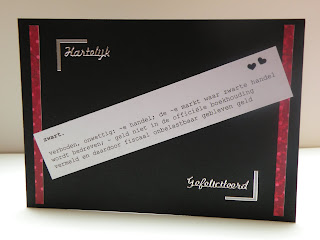 Hartelijk
zwart.
verboden, onwettig: -e handel; de -e markt waar zwarte handel
wordt bedreven; - geld niet in de officiële boekhouding
vermeld en daardoor fiscaal onbelastbaar gebleven geld
Gefeliciteerd